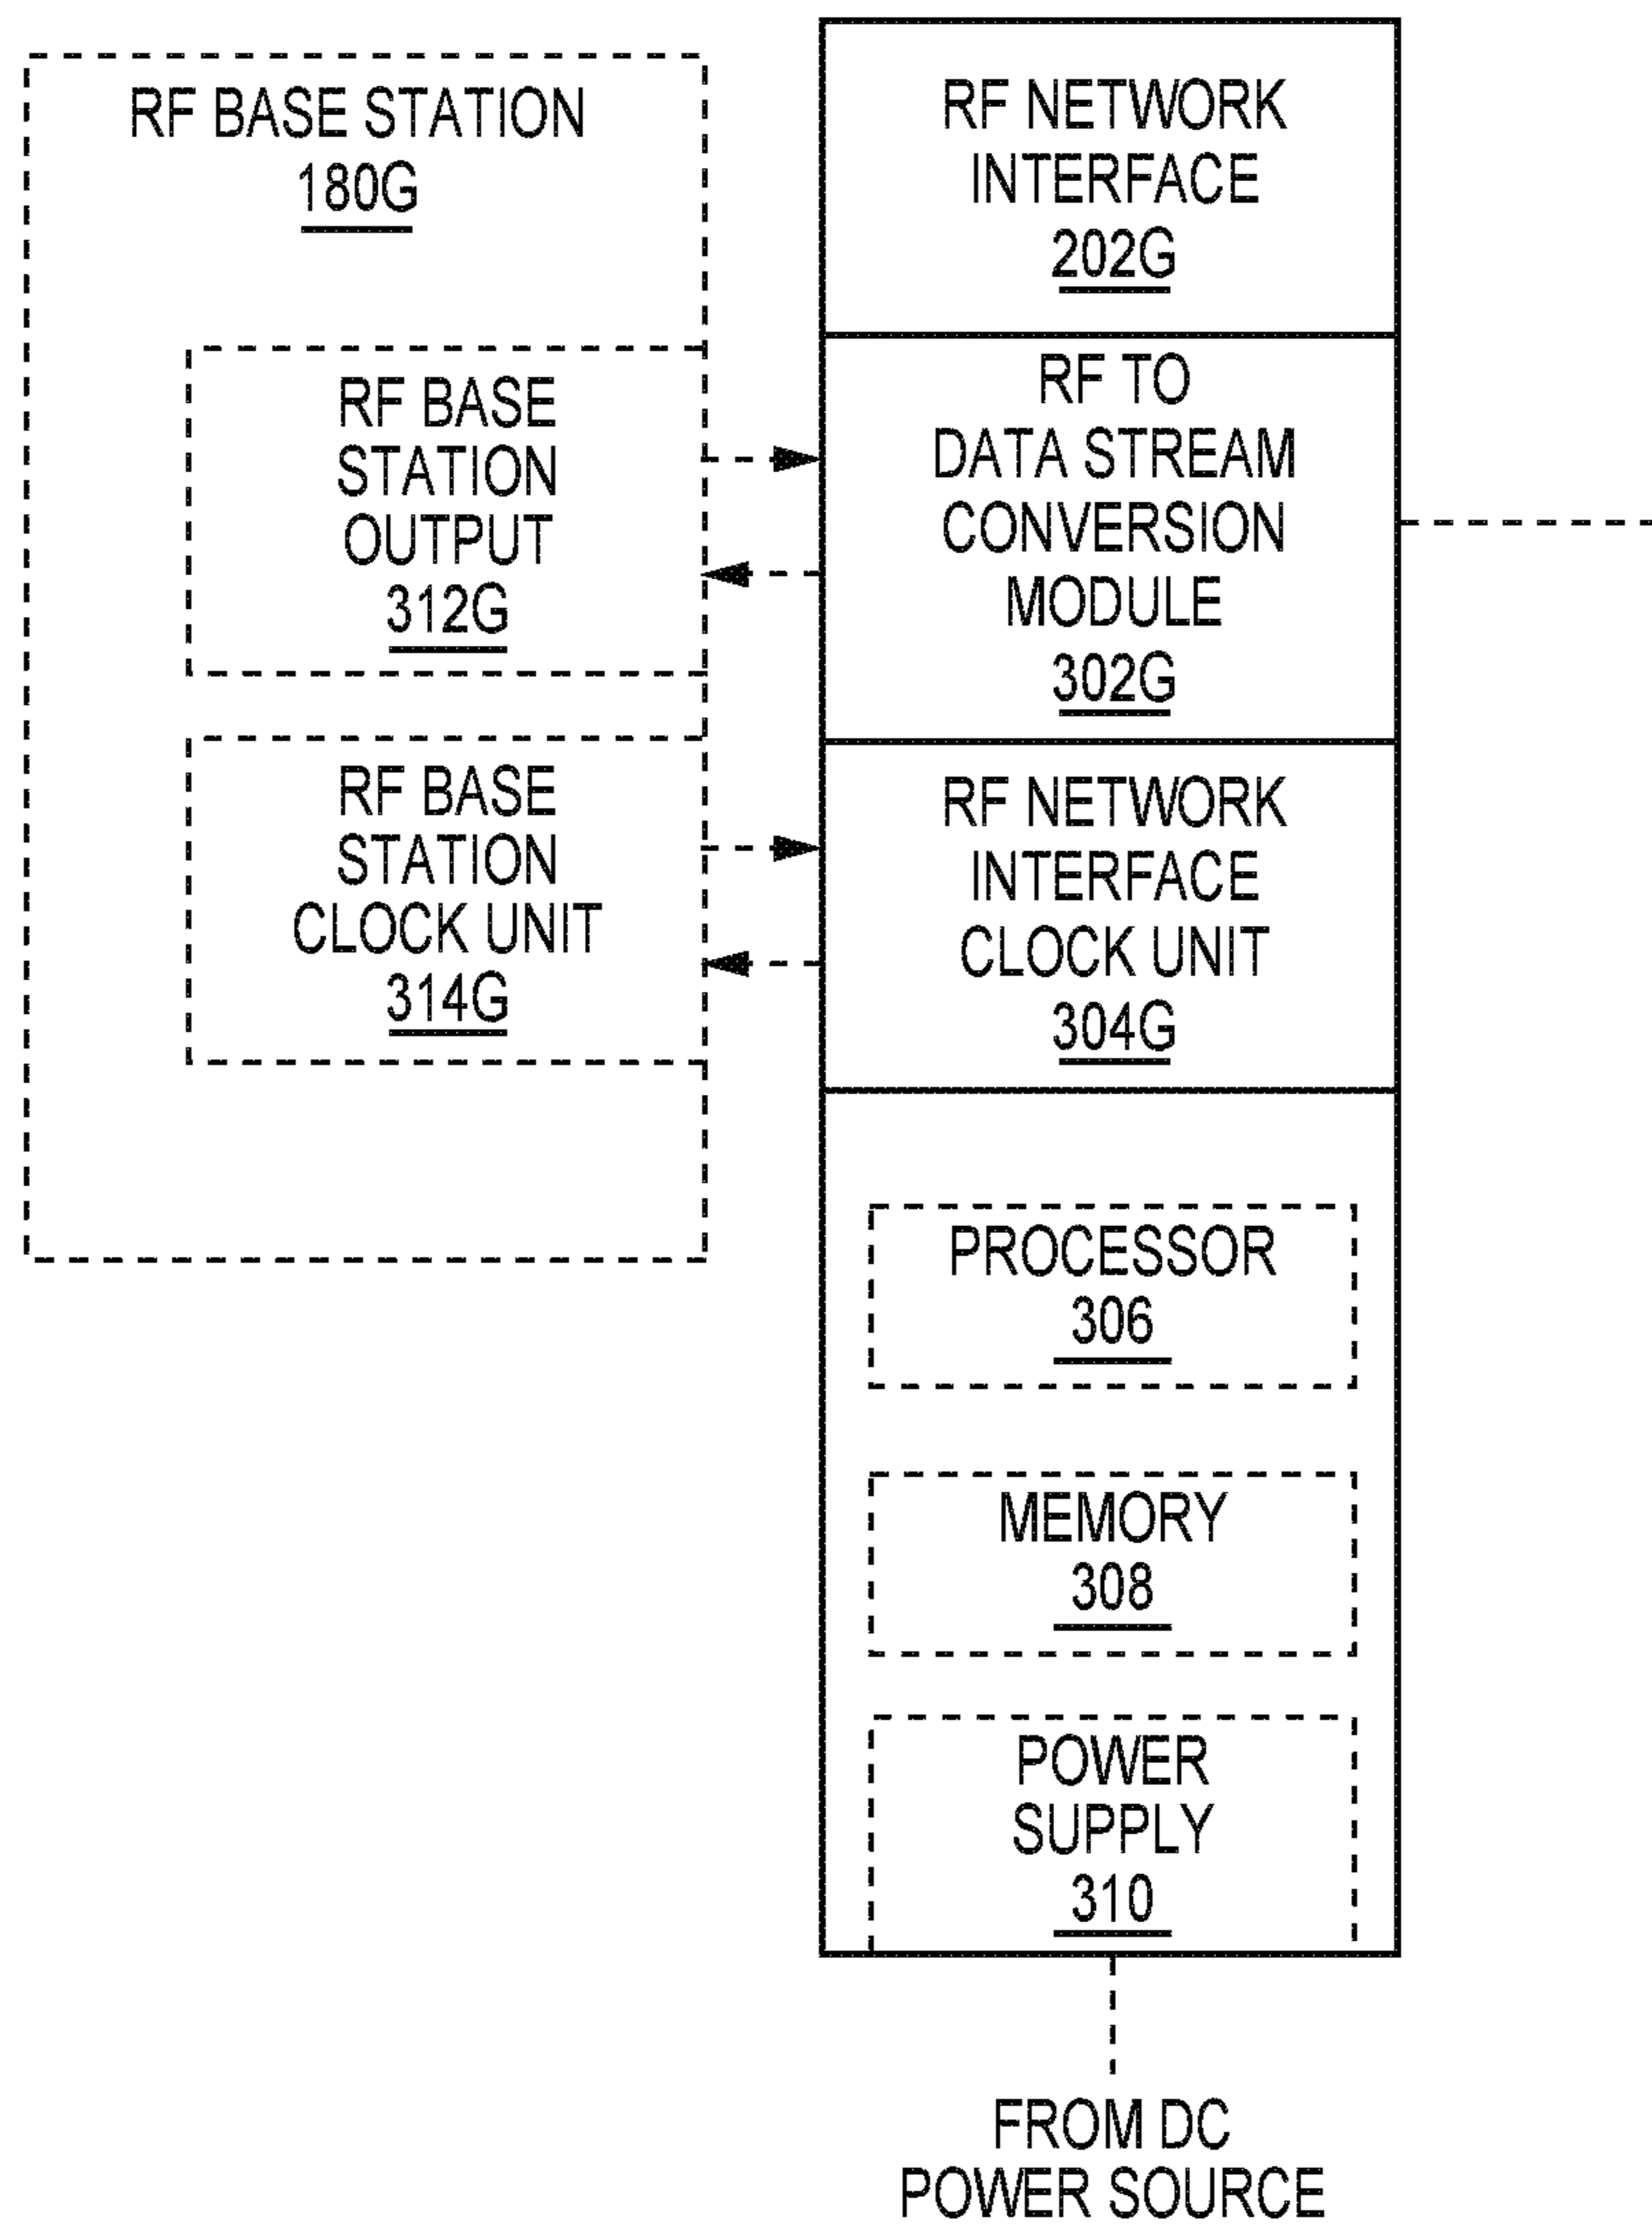 RF BASE STATION
180G
RF BASE
STATION
OUTPUT
312G
RF BASE
STATION
CLOCK UNIT
314G
RF NETWORK
INTERFACE
202G
RF TO
DATA STREAM
CONVERSION
MODULE
302G
RF NETWORK
INTERFACE
CLOCK UNIT
304G
PROCESSOR
306
MEMORY
308
POWER
SUPPLY
310
FROM DC
POWER SOURCE